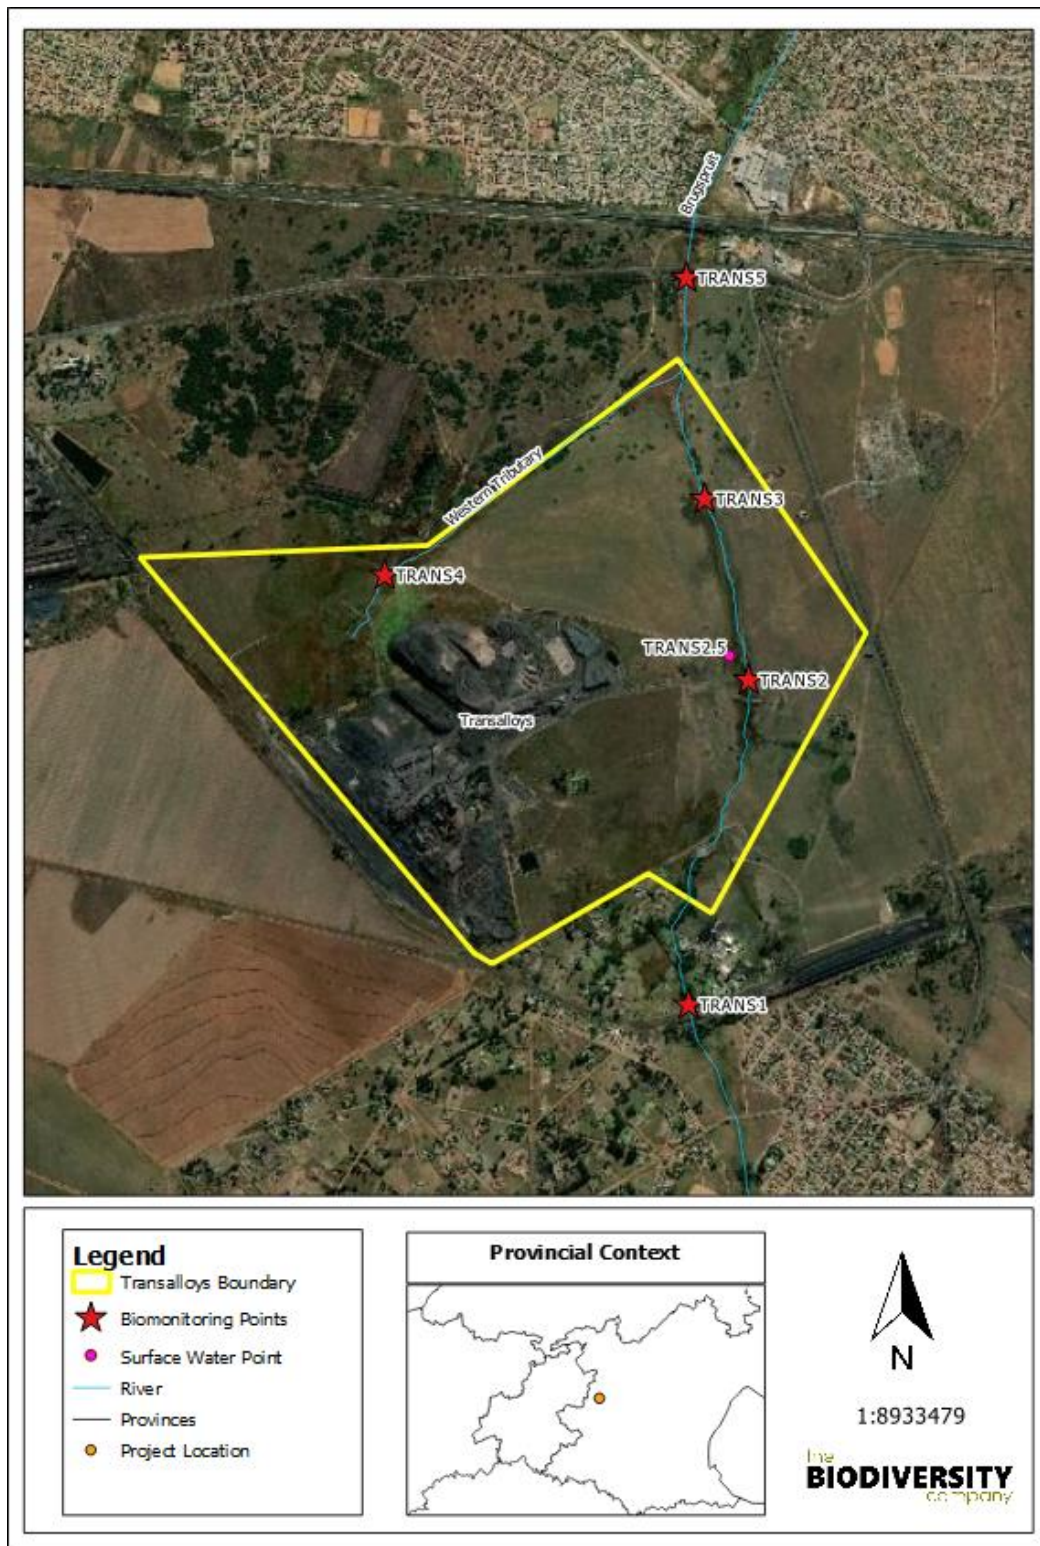 Brugspruit
TRANS5
TRANS3
Western Tributary
TRANS4
TRANS2.5
TRANS2
Transalloys
TRANS1
Legend
Transalloys Boundary
Biomonitoring Points
Surface Water Point
River
Provinces
Project Location
Provincial Context
N
1:8933479
the
BIODIVERSITY
company